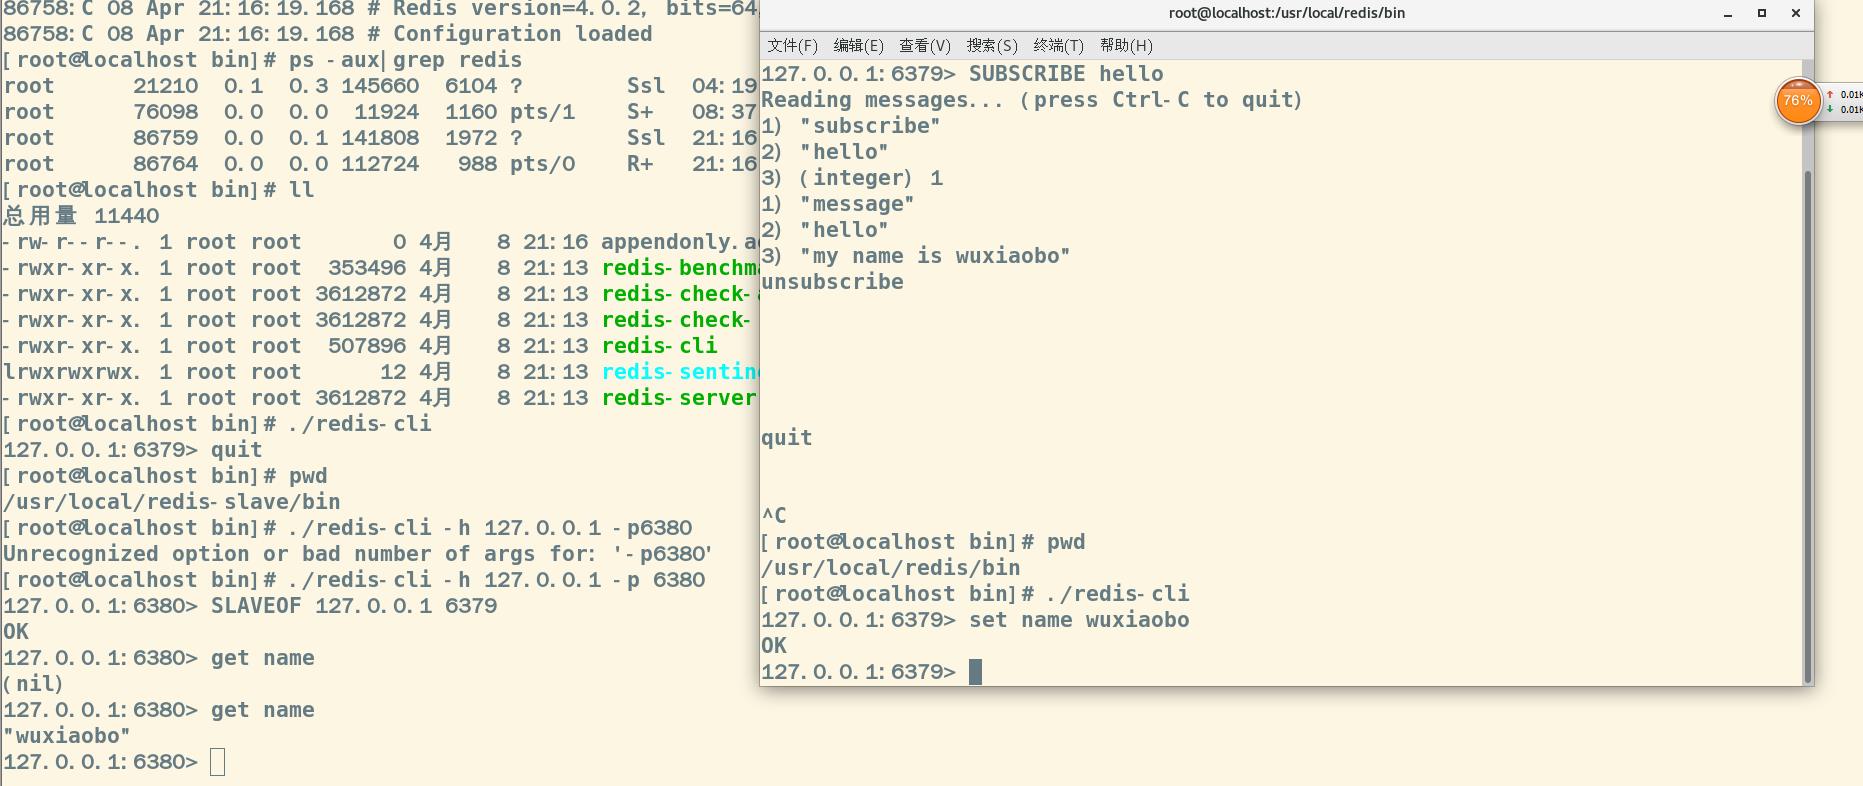 86758:C 08 Apr 21:16:19.168 # Redis version=4.0.2, bits=64,
86758:C 08 Apr 21:16:19.168 # Configuration loaded
[root@localhost bin]# ps -aux|grep redis
root 21210 0.1 0.3 145660 6104 ? Ssl 04:19
root 76098 0.0 0.0 11924 1160 pts/1 S+ 08:37
root 86759 0.0 0.1 141808 1972 ? Ssl 21:16
root 86764 0.0 0.0 112724 988 pts/0 R+ 21:16
[root@localhost bin]# ll
总用量 11440
-rw-r--r--. 1 root root 0 4月 8 21:16 appendonly.ao
-rwxr-xr-x. 1 root root 353496 4月 8 21:13 redis-benchma
-rwxr-xr-x. 1 root root 3612872 4月 8 21:13 redis-check-a
-rwxr-xr-x. 1 root root 3612872 4月 8 21:13 redis-check-
-rwxr-xr-x. 1 root root 507896 4月 8 21:13 redis-cli
lrwxrwxrwx. 1 root root 12 4月 8 21:13 redis-sentin
-rwxr-xr-x. 1 root root 3612872 4月 8 21:13 redis-server
[root@localhost bin]# ./redis-cli
127.0.0.1:6379> quit
[root@localhost bin]# pwd
/usr/local/redis-slave/bin
[root@localhost bin]# ./redis-cli -h 127.0.0.1 -p6380
Unrecognized option or bad number of args for: '-p6380'
[root@localhost bin]# ./redis-cli -h 127.0.0.1 -p 6380
127.0.0.1:6380> SLAVEOF 127.0.0.1 6379
OK
127.0.0.1:6380> get name
(nil)
127.0.0.1:6380> get name
"wuxiaobo"
127.0.0.1:6380>
root@localhost:/usr/local/redis/bin
文件(F) 编辑(E) 查看(V) 搜索(S) 终端(T) 帮助(H)
127.0.0.1:6379> SUBSCRIBE hello
Reading messages... (press Ctrl-C to quit)
1) "subscribe"
2) "hello"
3) (integer) 1
1) "message"
2) "hello"
3) "my name is wuxiaobo"
unsubscribe
quit
^C
[root@localhost bin]# pwd
/usr/local/redis/bin
[root@localhost bin]# ./redis-cli
127.0.0.1:6379> set name wuxiaobo
OK
127.0.0.1:6379>
76%
↑ 0.01K
↓ 0.01K